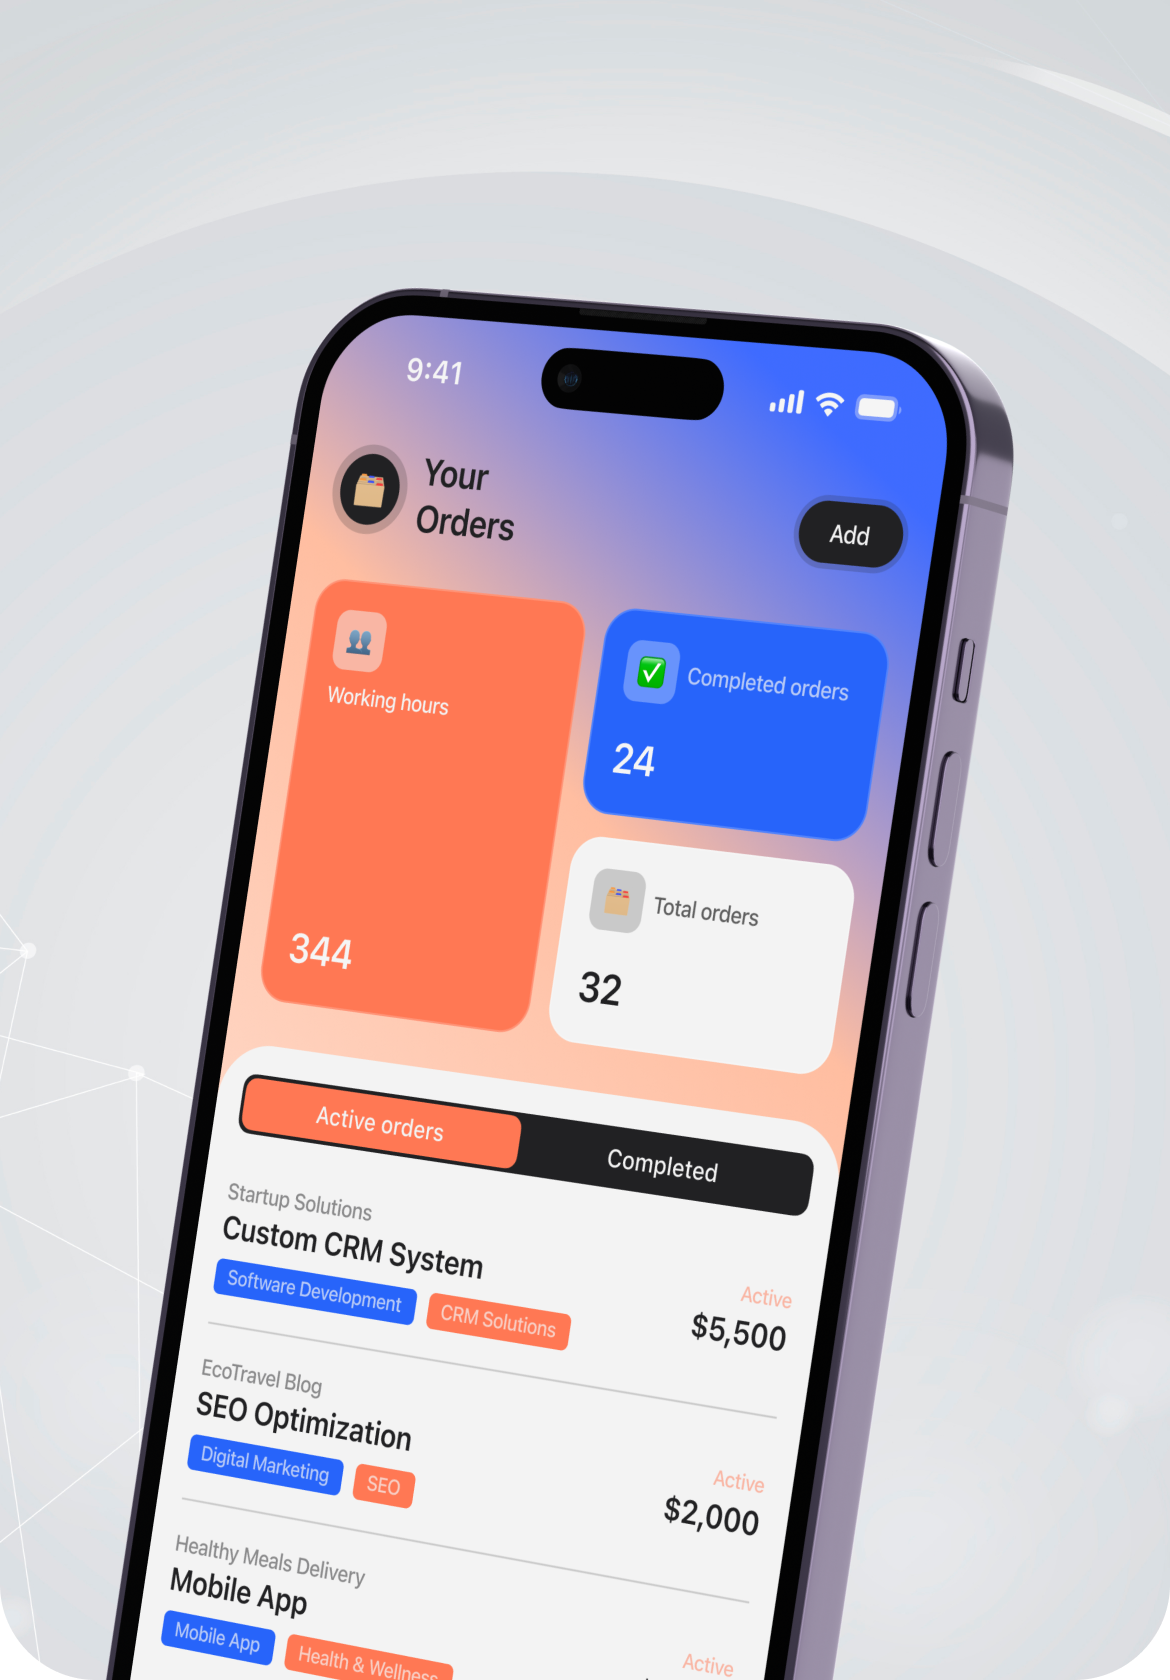 9:41
Your
Orders
Add
Working hours
344
Completed orders
24
Total orders
32
Active orders
Completed
Startup Solutions
Custom CRM System
Software Development
CRM Solutions
Active
$5,500
EcoTravel Blog
SEO Optimization
Digital Marketing
SEO
Active
$2,000
Healthy Meals Delivery
Mobile App
Mobile App
Health & Wellness
Active